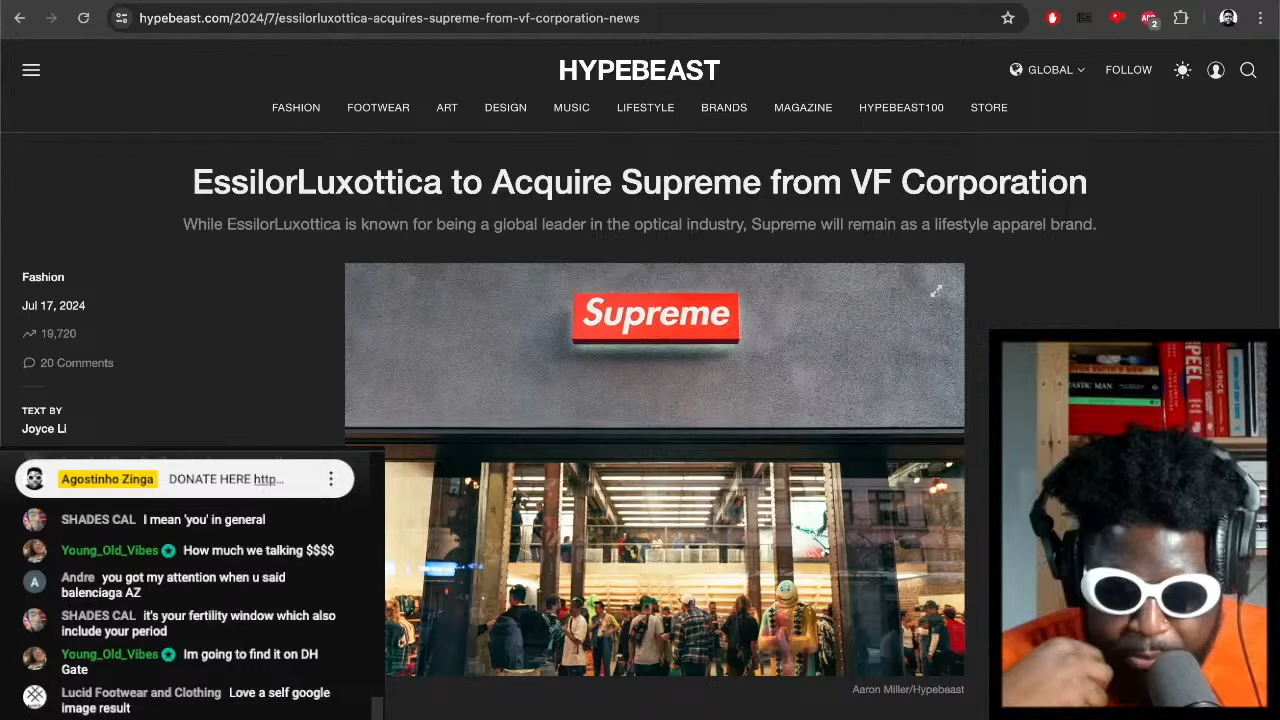 hypebeast.com/2024/7/essilorluxottica-acquires-supreme-from-vf-corporation-news
2
HYPEBEAST
GLOBAL
FOLLOW
FASHION FOOTWEAR ART DESIGN MUSIC LIFESTYLE BRANDS MAGAZINE HYPEBEAST100 STORE
EssilorLuxottica to Acquire Supreme from VF Corporation
While EssilorLuxottica is known for being a global leader in the optical industry, Supreme will remain as a lifestyle apparel brand.
Fashion
Jul 17, 2024
19,720
20 Comments
TEXT BY
Joyce Li
Supreme
Aaron Miller/Hypebeast
Agostinho Zinga DONATE HERE http...
SHADES CAL I mean 'you' in general
Young_Old_Vibes How much we talking $$$$
A
Andre you got my attention when u said
balenciaga AZ
SHADES CAL it's your fertility window which also
include your period
Young_Old_Vibes Im going to find it on DH
Gate
Lucid Footwear and Clothing Love a self google
image result
PEEL
SPICE